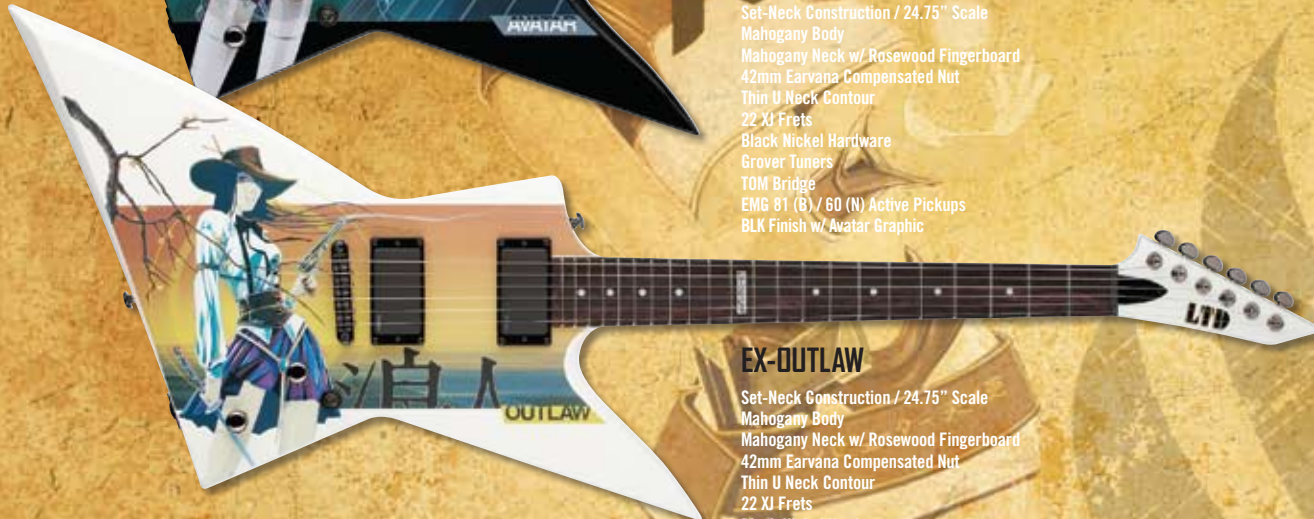 AVATAR
Set-Neck Construction / 24.75” Scale
Mahogany Body
Mahogany Neck w/ Rosewood Fingerboard
42mm Earvana Compensated Nut
Thin U Neck Contour
22 XJ Frets
Black Nickel Hardware
Grover Tuners
TOM Bridge
EMG 81 (B) / 60 (N) Active Pickups
BLK Finish w/ Avatar Graphic
LTD
浪人
OUTLAW
EX-OUTLAW
Set-Neck Construction / 24.75” Scale
Mahogany Body
Mahogany Neck w/ Rosewood Fingerboard
42mm Earvana Compensated Nut
Thin U Neck Contour
22 XJ Frets